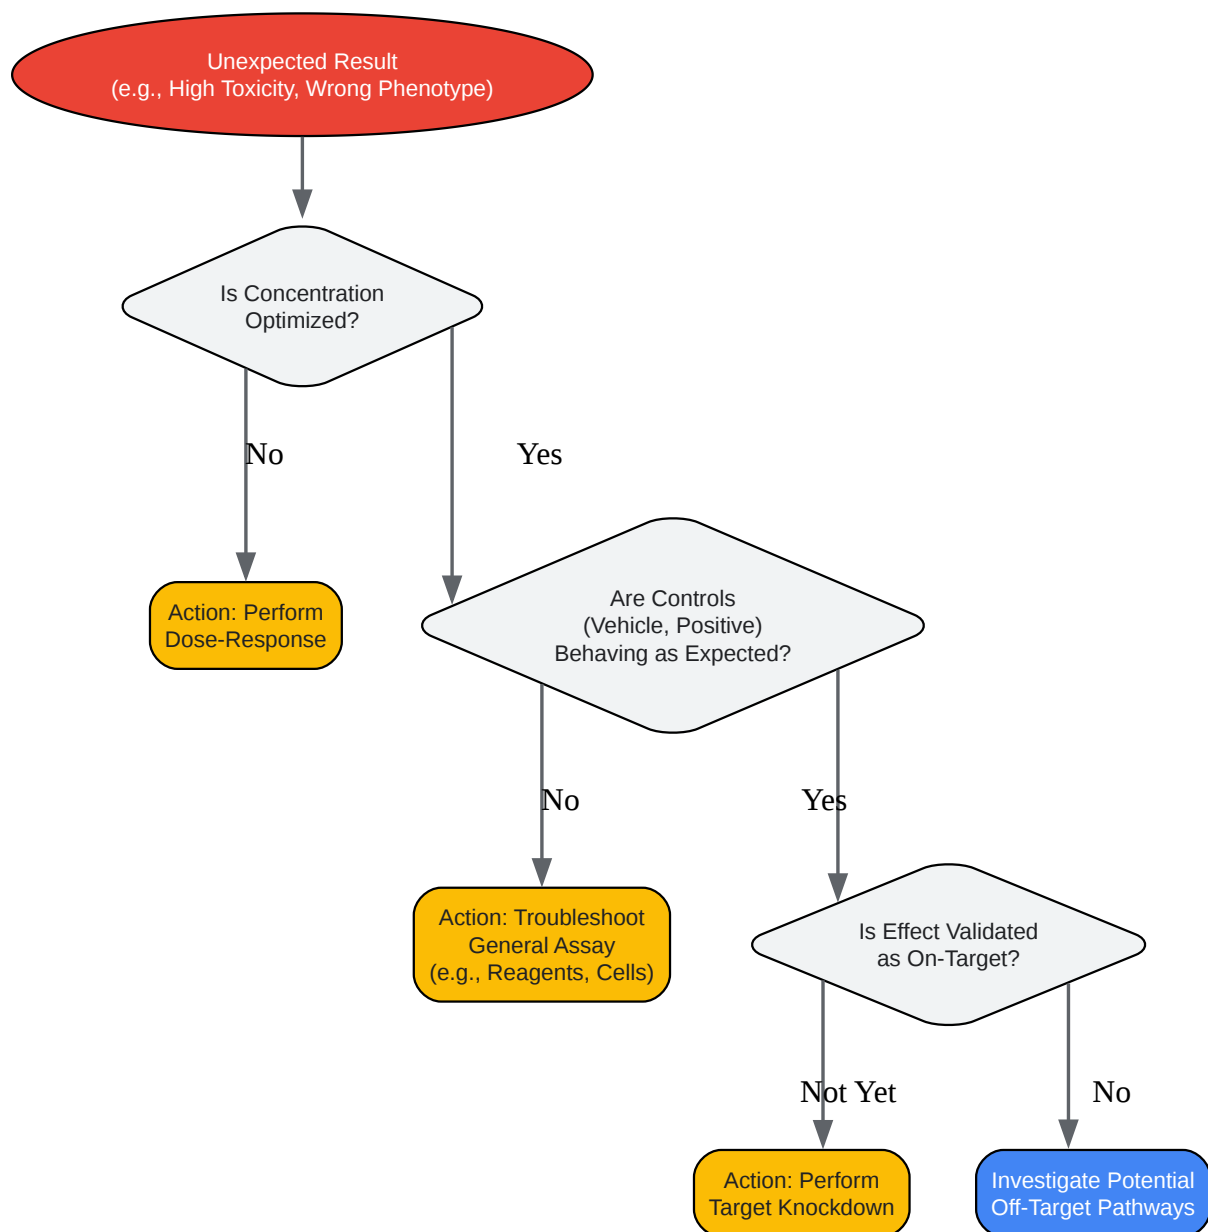 Unexpected Result
(e.g., High Toxicity, Wrong Phenotype)
Is Concentration
Optimized?
No
Yes
Action: Perform
Dose-Response
Are Controls
(Vehicle, Positive)
Behaving as Expected?
No
Yes
Action: Troubleshoot
General Assay
(e.g., Reagents, Cells)
Is Effect Validated
as On-Target?
Not Yet
No
Action: Perform
Target Knockdown
Investigate Potential
Off-Target Pathways